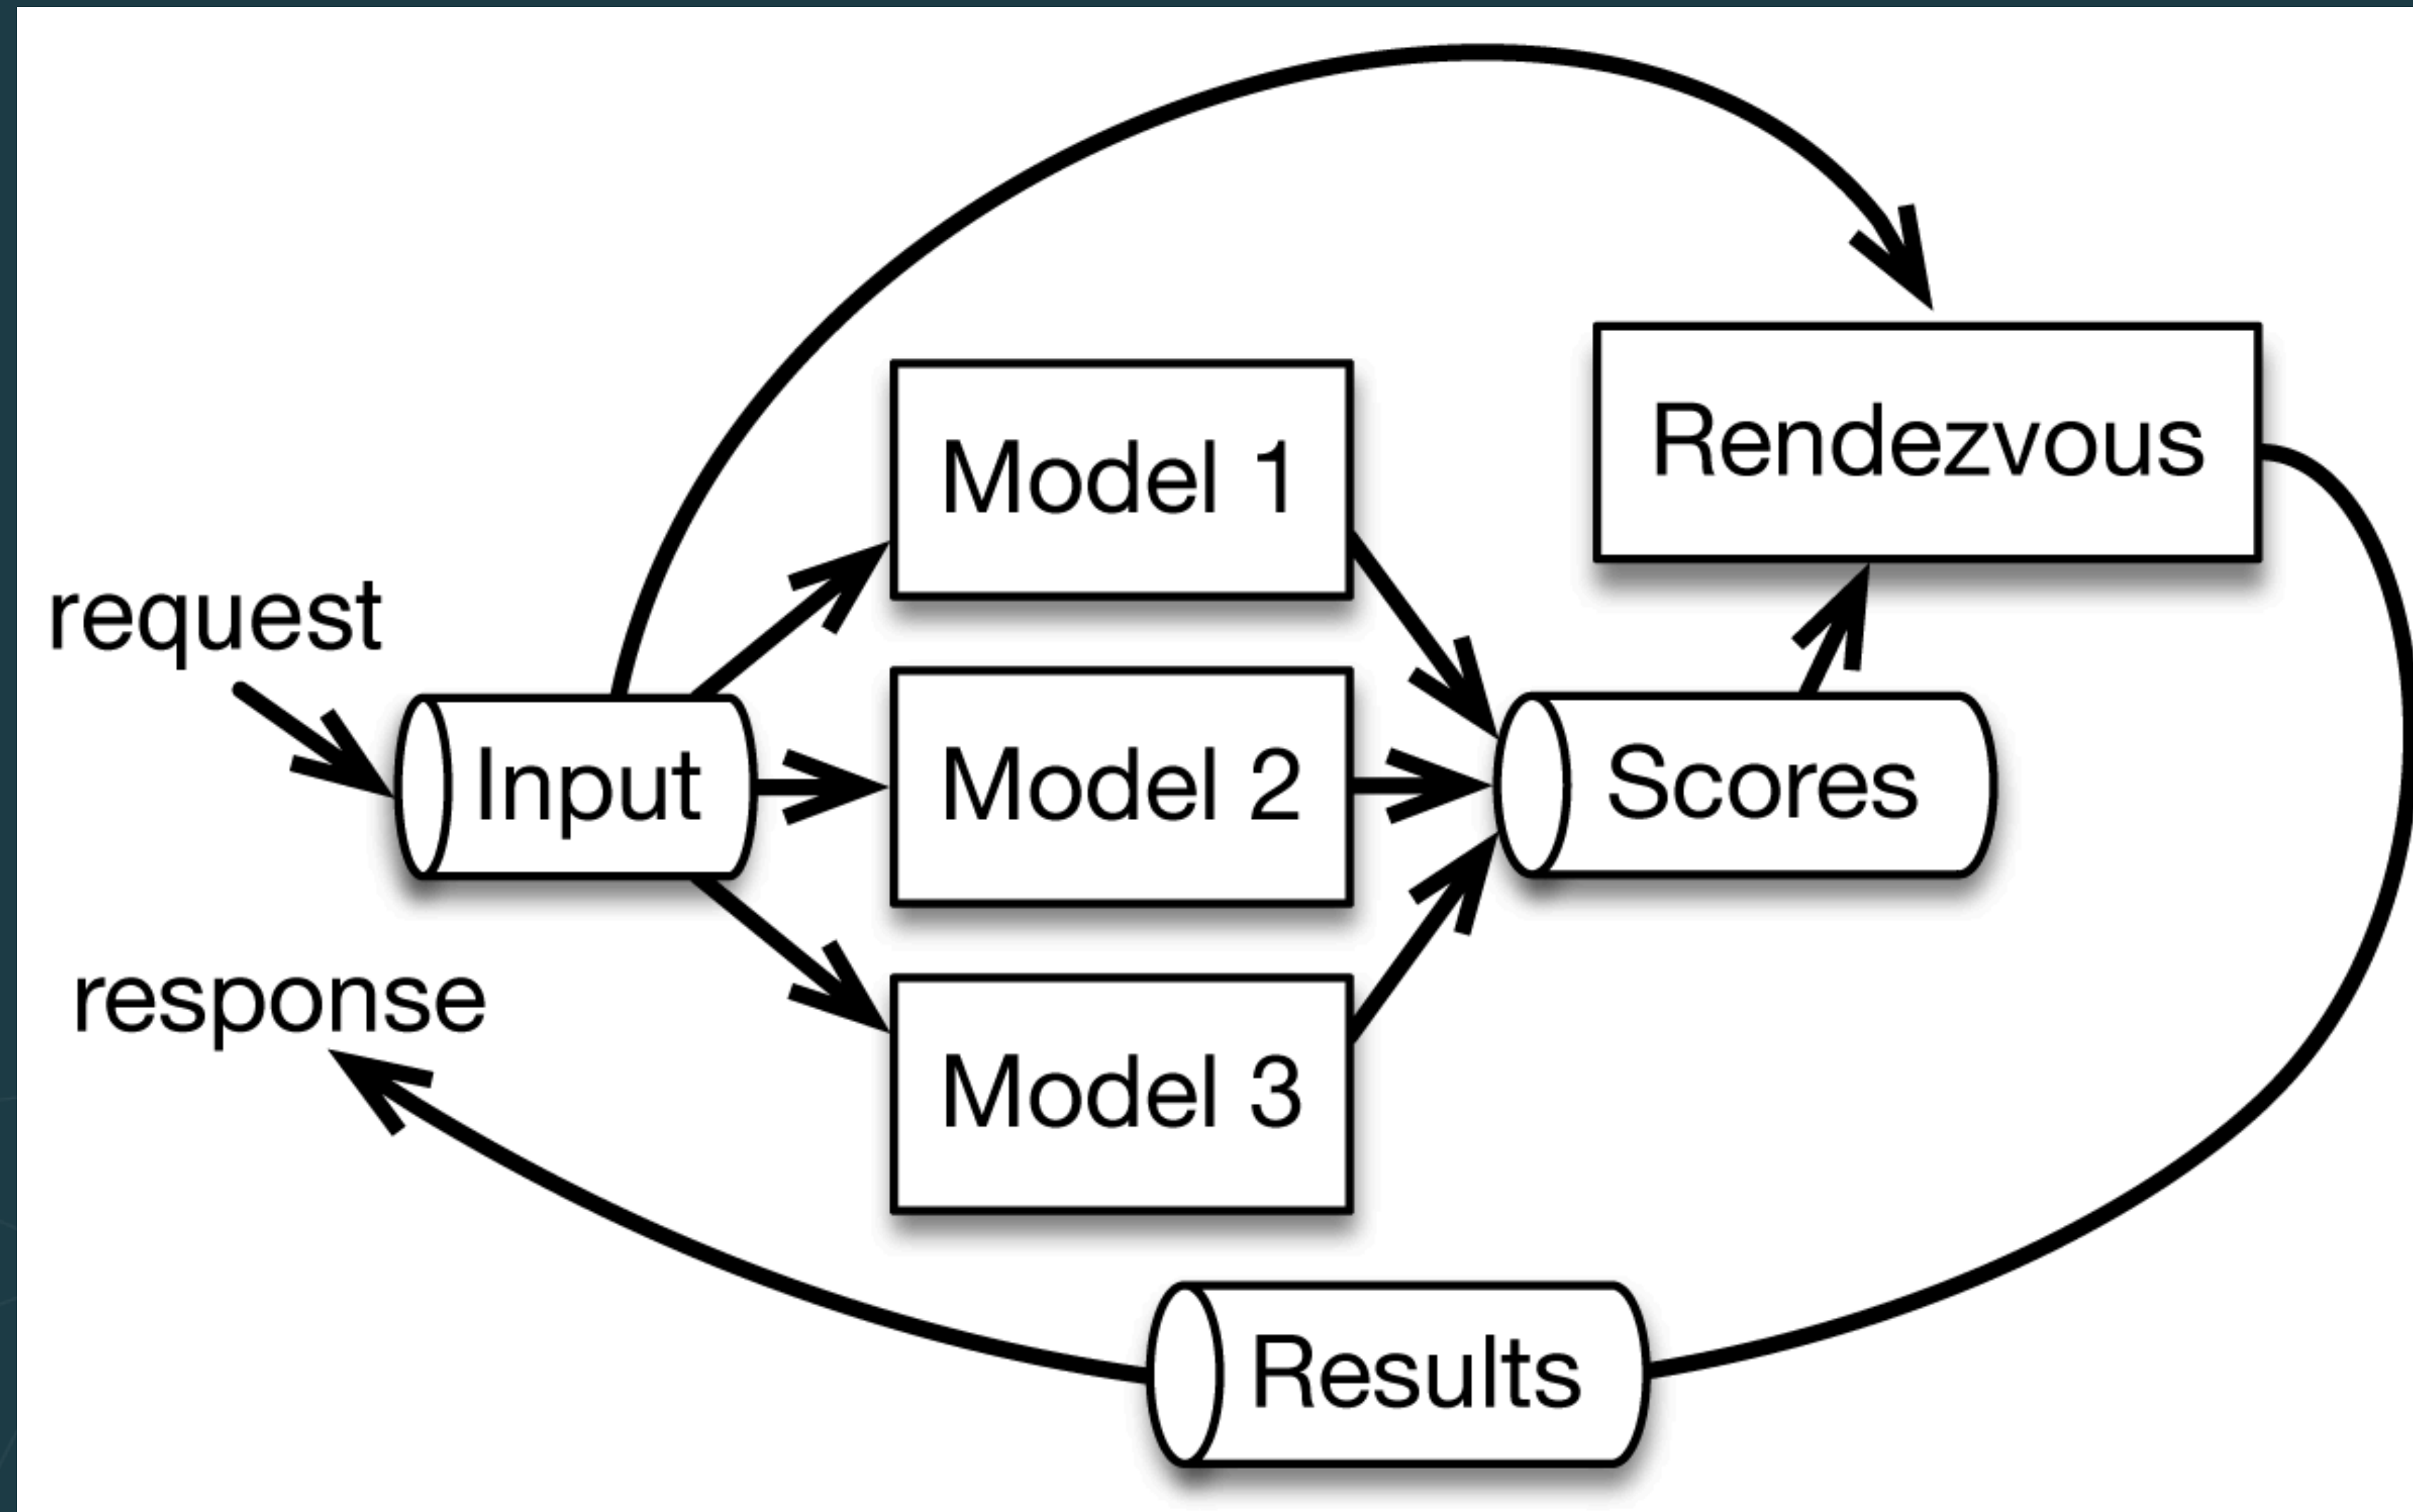 request
Input
Model 1
Model 2
Model 3
Scores
Rendezvous
Results
response